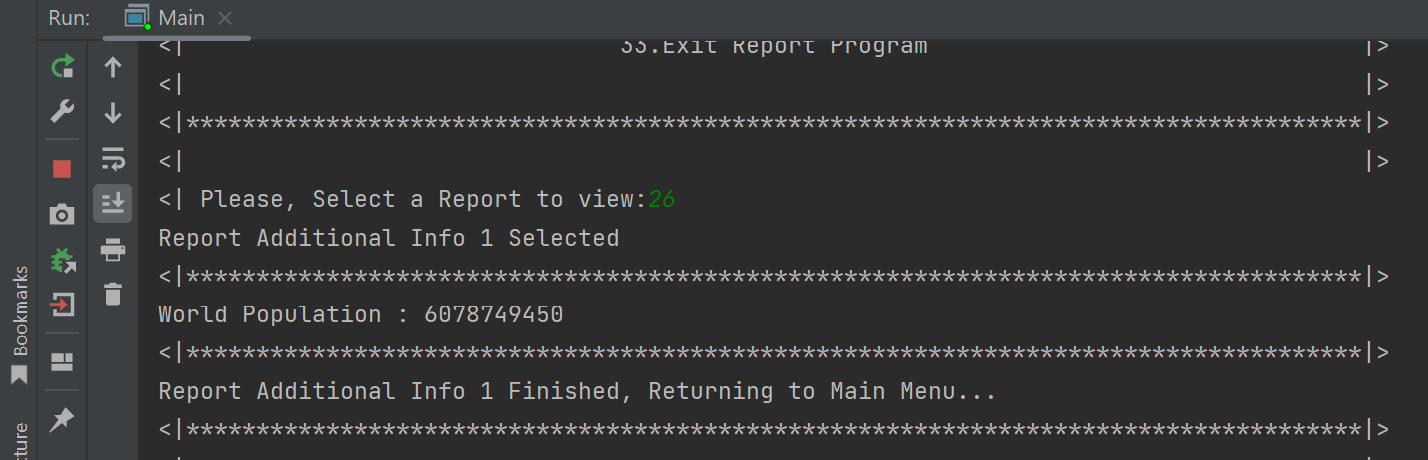 Run: Main
<| 33.Exit Report Program |>
<| |>
<|************************************************************************************|>
<| |>
<| Please, Select a Report to view:26
Report Additional Info 1 Selected
<|************************************************************************************|>
World Population : 6078749450
<|************************************************************************************|>
Report Additional Info 1 Finished, Returning to Main Menu...
<|************************************************************************************|>
Bookmarks